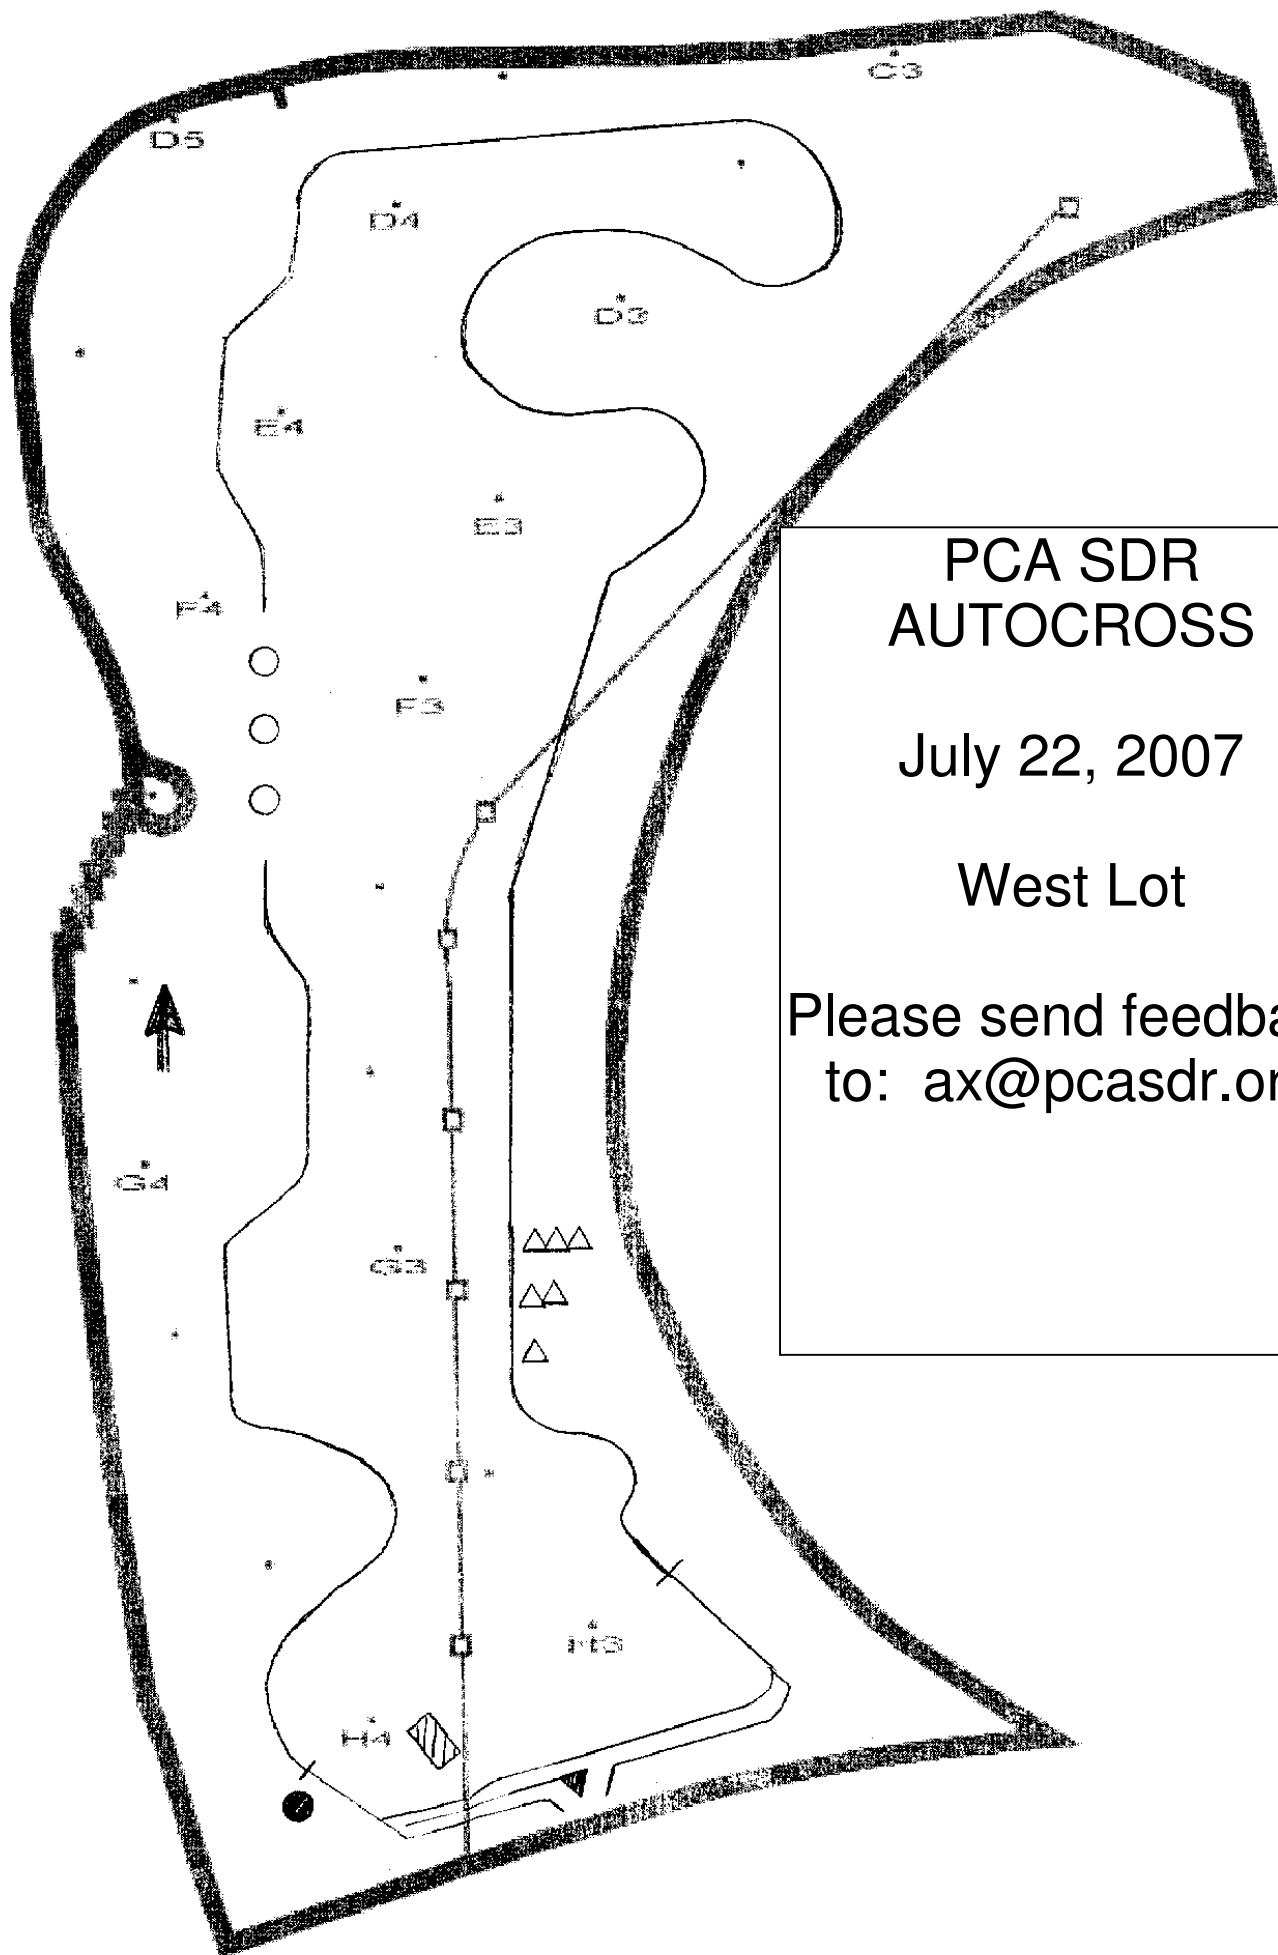 C3
D5
D4
D3
E4
E3
PCA SDR
AUTOCROSS
F4
F3
July 22, 2007
West Lot
Please send feedba
to: ax@pcasdr.or
G4
G3
H3
H4